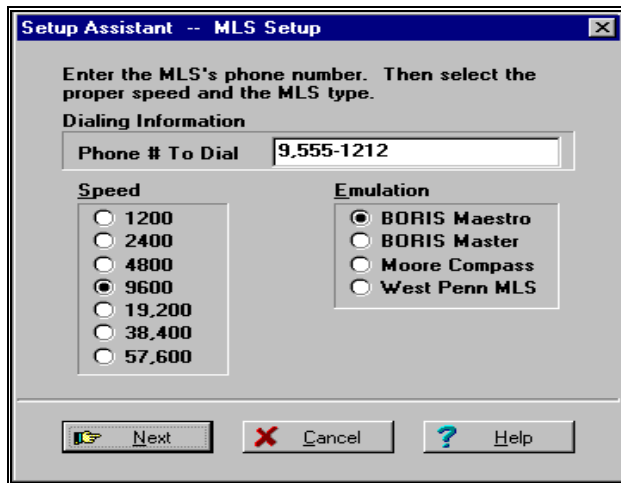 Setup Assistant -- MLS Setup
Enter the MLS's phone number. Then select the
proper speed and the MLS type.
Dialing Information
Phone # To Dial 9,555-1212
Speed
1200
2400
4800
9600
19,200
38,400
57,600
Emulation
BORIS Maestro
BORIS Master
Moore Compass
West Penn MLS
Next Cancel Help